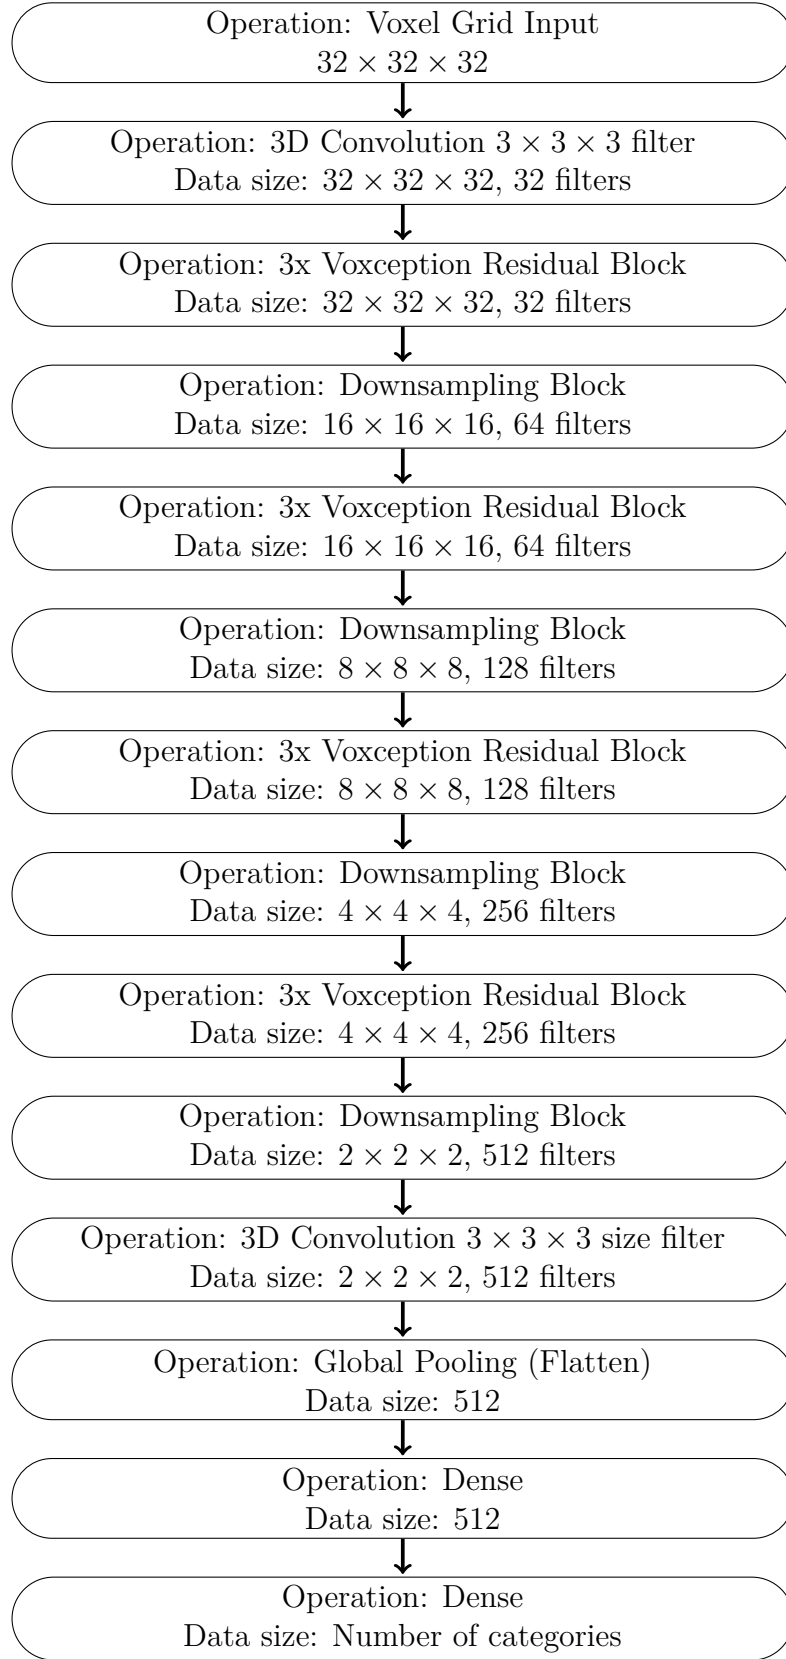 Operation: Voxel Grid Input
32 × 32 × 32
Operation: 3D Convolution 3 × 3 × 3 filter
Data size: 32 × 32 × 32, 32 filters
Operation: 3x Voxception Residual Block
Data size: 32 × 32 × 32, 32 filters
Operation: Downsampling Block
Data size: 16 × 16 × 16, 64 filters
Operation: 3x Voxception Residual Block
Data size: 16 × 16 × 16, 64 filters
Operation: Downsampling Block
Data size: 8 × 8 × 8, 128 filters
Operation: 3x Voxception Residual Block
Data size: 8 × 8 × 8, 128 filters
Operation: Downsampling Block
Data size: 4 × 4 × 4, 256 filters
Operation: 3x Voxception Residual Block
Data size: 4 × 4 × 4, 256 filters
Operation: Downsampling Block
Data size: 2 × 2 × 2, 512 filters
Operation: 3D Convolution 3 × 3 × 3 size filter
Data size: 2 × 2 × 2, 512 filters
Operation: Global Pooling (Flatten)
Data size: 512
Operation: Dense
Data size: 512
Operation: Dense
Data size: Number of categories